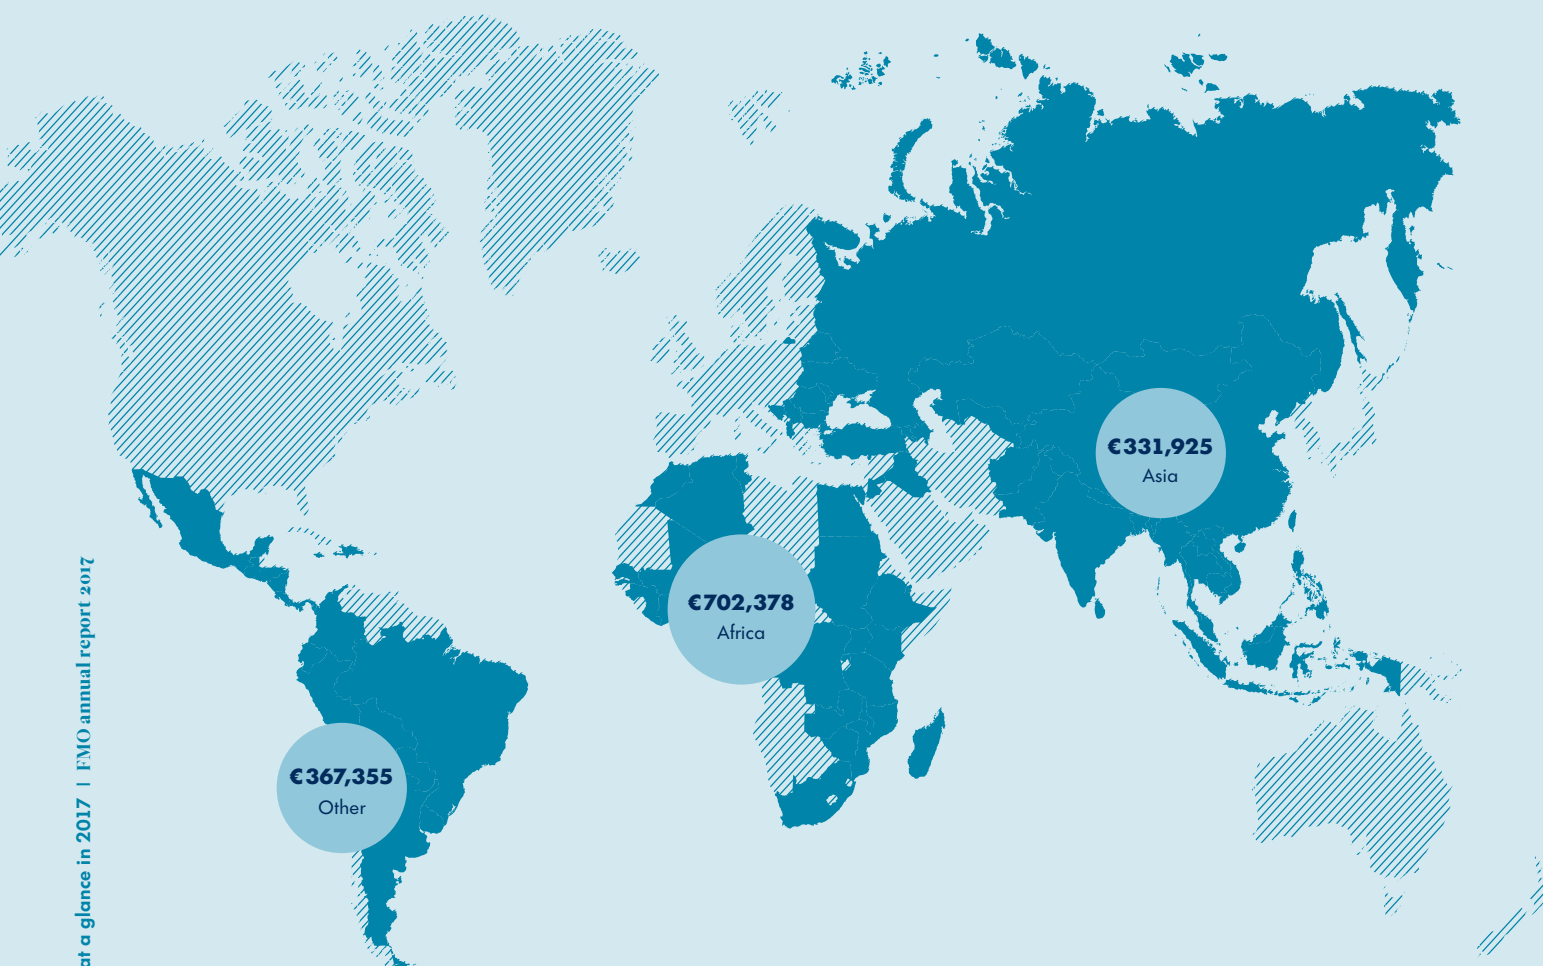 €331,925
Asia
€702,378
Africa
€367,355
Other
at a glance in 2017 | FMO annual report 2017